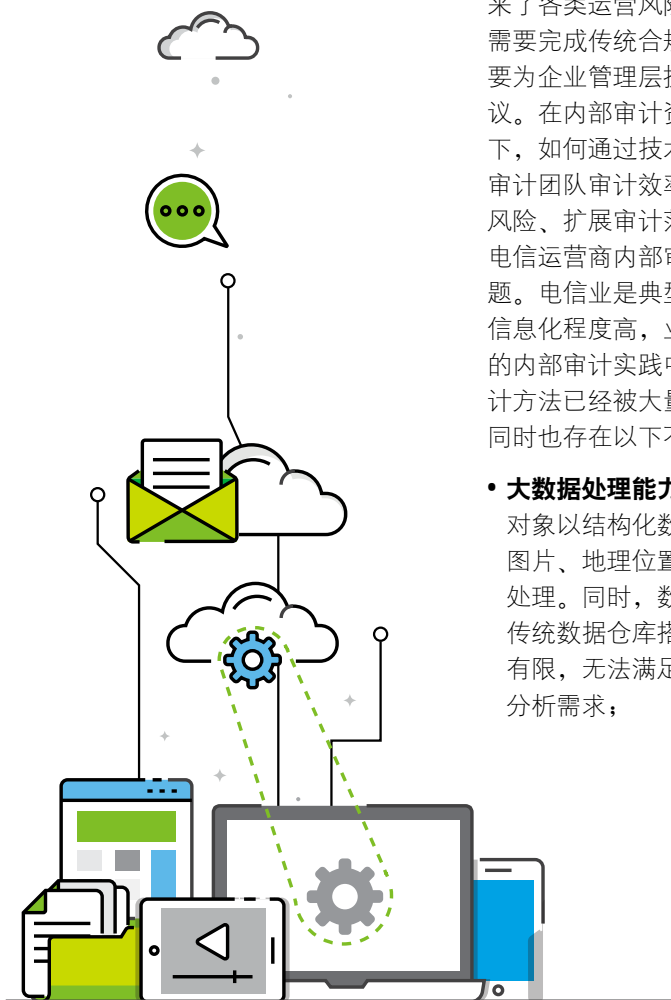 来了各类运营风险
需要完成传统合规
要为企业管理层提
议。在内部审计资
下，如何通过技术
审计团队审计效率
风险、扩展审计范
电信运营商内部审
题。电信业是典型
信息化程度高，业
的内部审计实践中
计方法已经被大量
同时也存在以下不
• 大数据处理能力
对象以结构化数
图片、地理位置
处理。同时，数
传统数据仓库搭
有限，无法满足
分析需求；